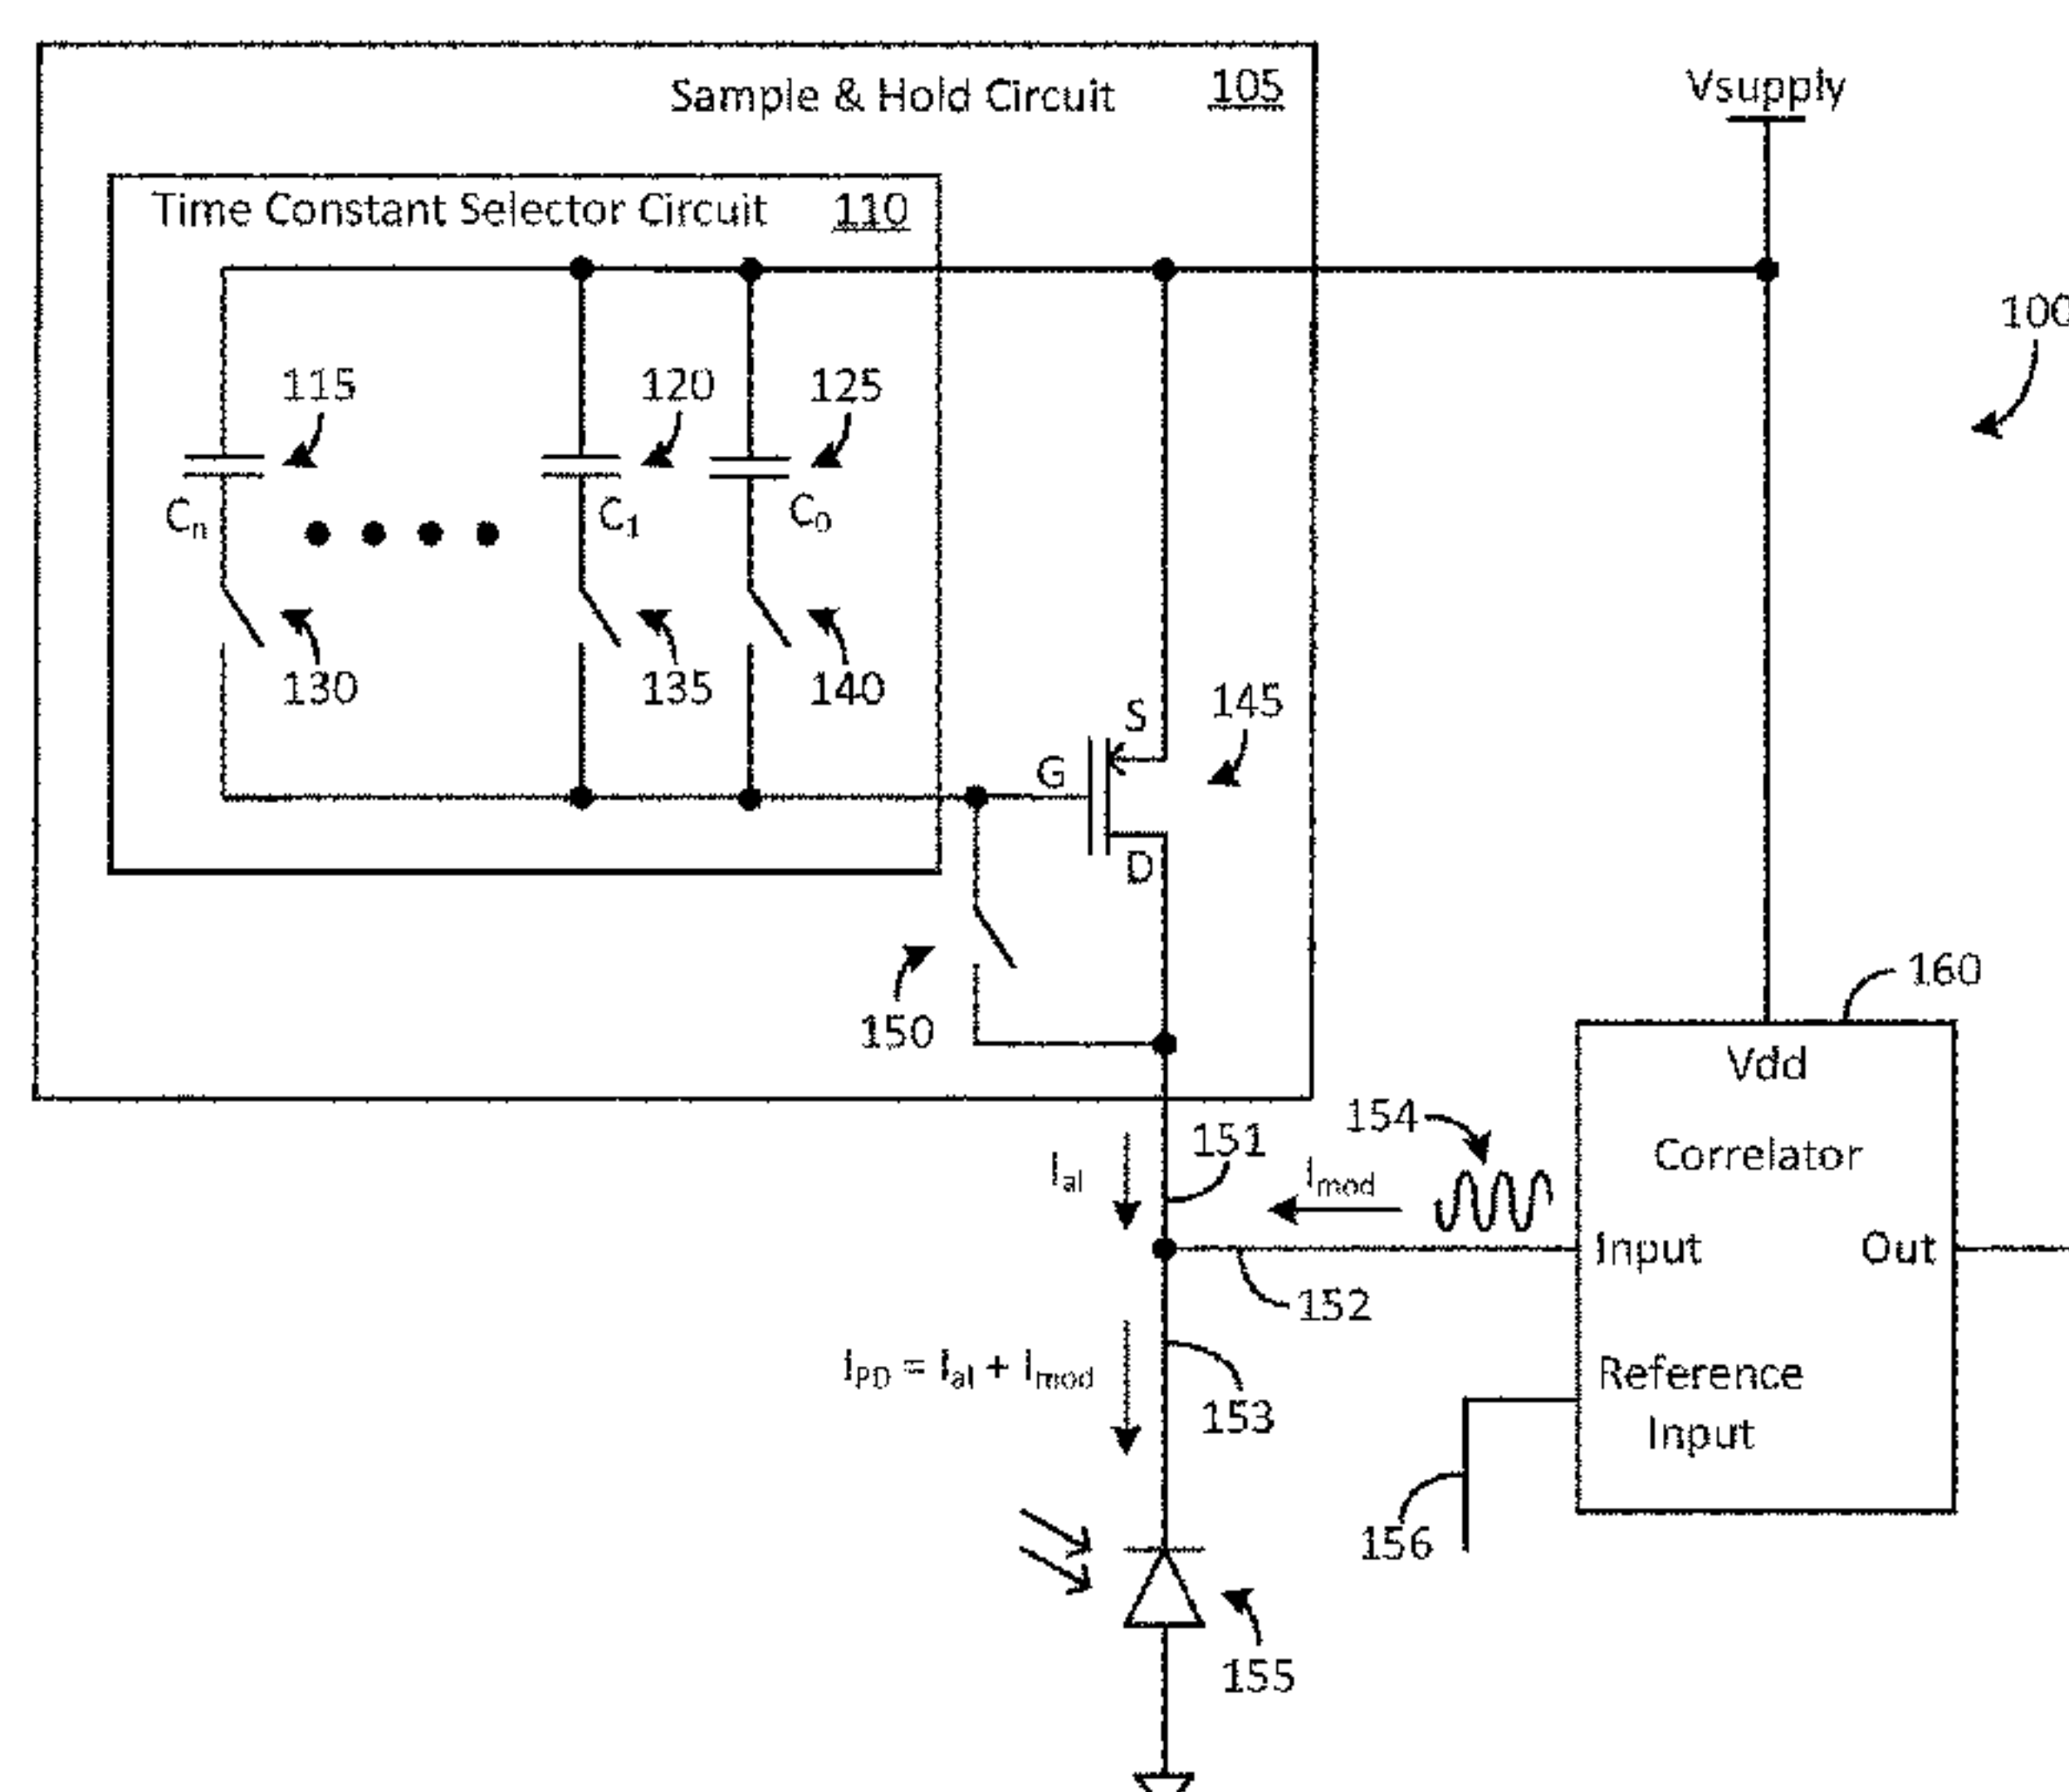 Sample & Hold Circuit 105
Vsupply
Time Constant Selector Circuit 110
100
115
120
125
Cn
C1
C0
130
135
140
S
145
G
D
150
160
Vdd
Correlator
Input
Out
Reference
Input
151
154
Ial
Imod
152
IPD = Ial + Imod
153
156
155